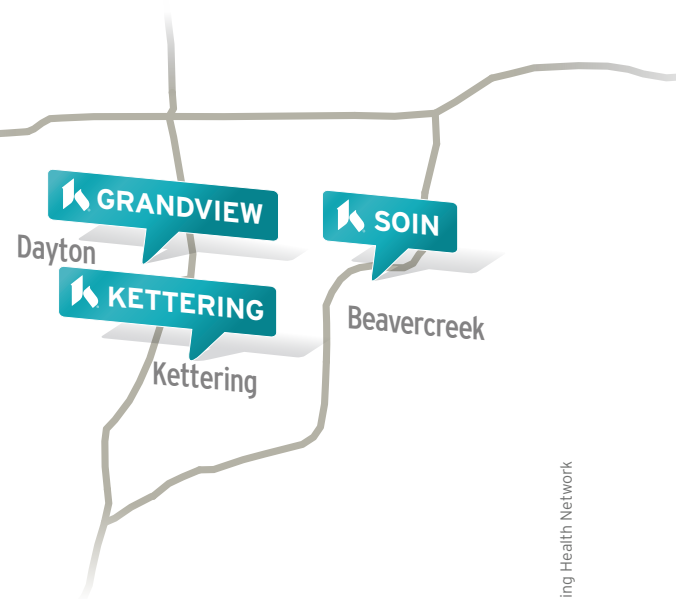 GRANDVIEW
SOIN
Dayton
KETTERING
Beavercreek
Kettering
ing Health Network